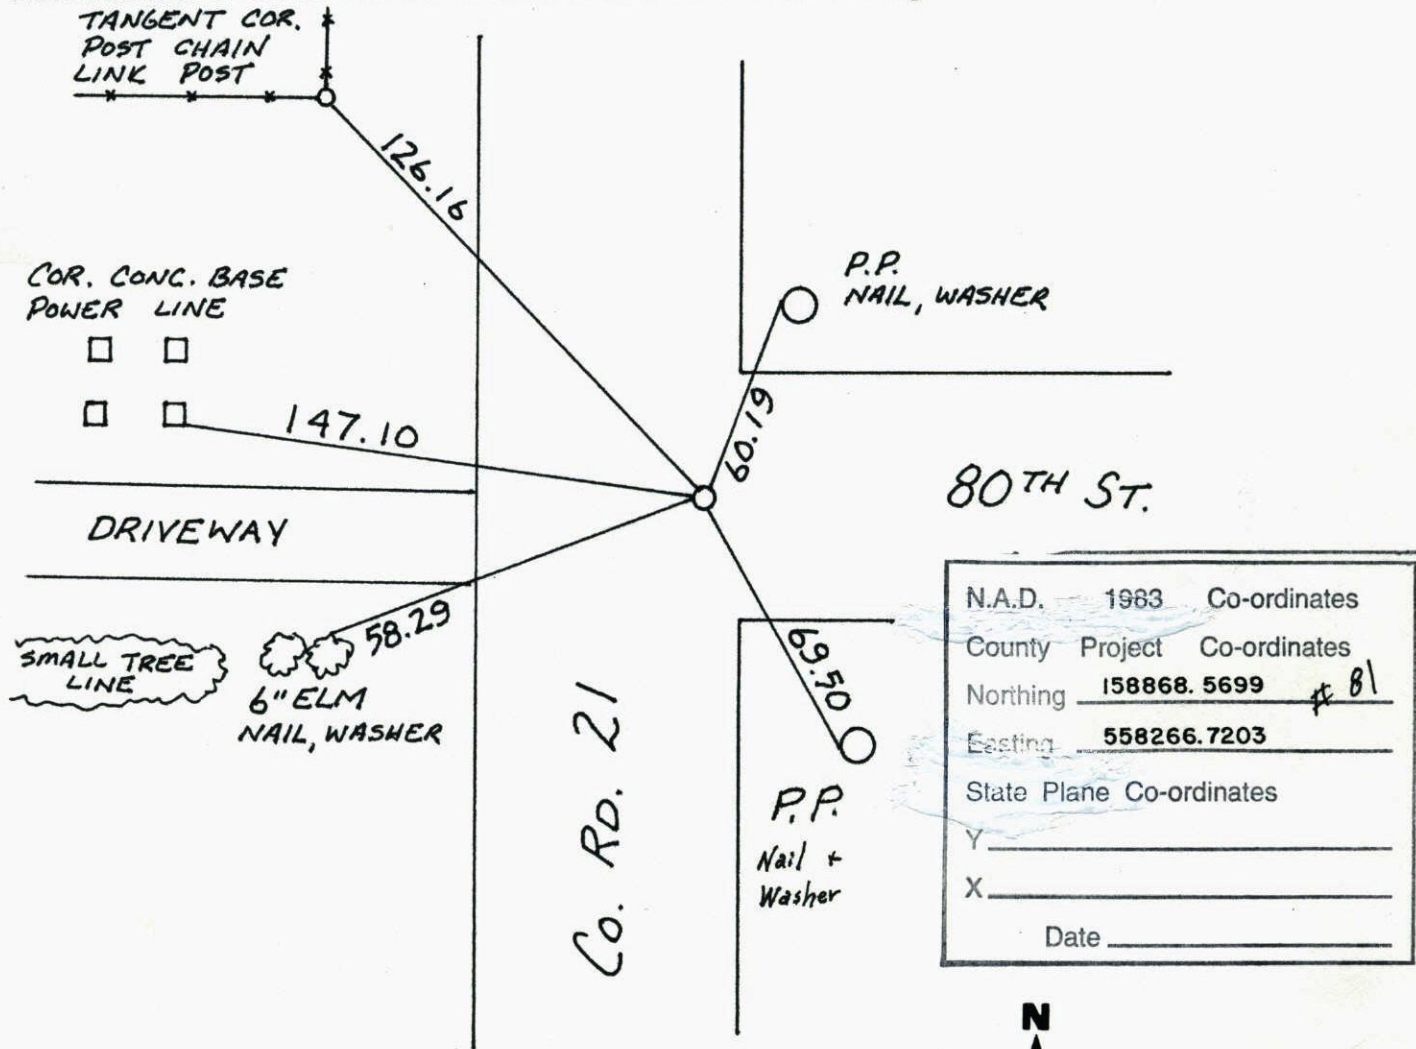 TANGENT COR.
POST CHAIN
LINK POST
126.16
COR. CONC. BASE
POWER LINE
P.P.
NAIL, WASHER
147.10
60.19
80TH ST.
DRIVEWAY
58.29
SMALL TREE
LINE
6" ELM
NAIL, WASHER
69.50
Co. RD. 21
P.P.
Nail +
Washer
N.A.D. 1983 Co-ordinates
County Project Co-ordinates
Northing 158868.5699 # 81
Easting 558266.7203
State Plane Co-ordinates
Y
X
Date
N